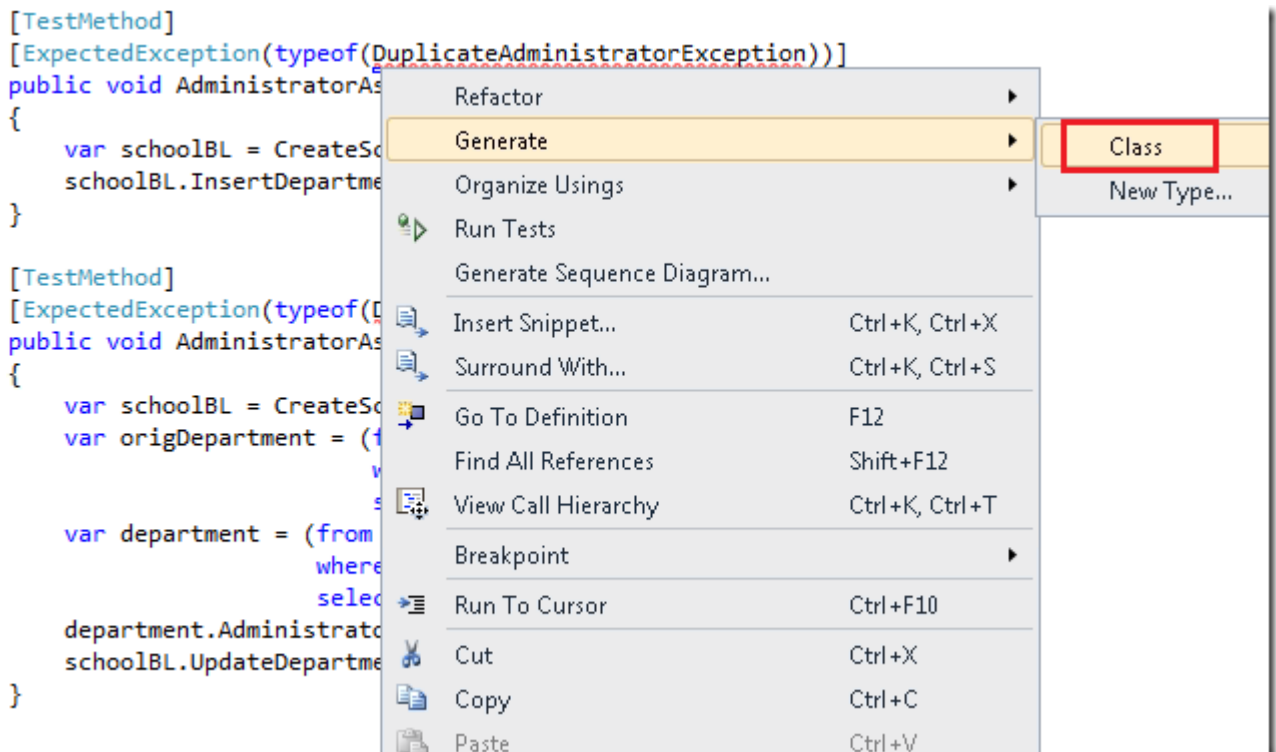 [TestMethod]
[ExpectedException(typeof(DuplicateAdministratorException))]
public void AdministratorAs
{
var schoolBL = CreateSc
schoolBL.InsertDepartme
}
[TestMethod]
[ExpectedException(typeof(D
public void AdministratorAs
{
var schoolBL = CreateSc
var origDepartment = (f
w
s
var department = (from
where
selec
department.Administrato
schoolBL.UpdateDepartme
}
Refactor
Generate
Organize Usings
Run Tests
Generate Sequence Diagram...
Insert Snippet... Ctrl+K, Ctrl+X
Surround With... Ctrl+K, Ctrl+S
Go To Definition F12
Find All References Shift+F12
View Call Hierarchy Ctrl+K, Ctrl+T
Breakpoint
Run To Cursor Ctrl+F10
Cut Ctrl+X
Copy Ctrl+C
Paste Ctrl+V
Class
New Type...